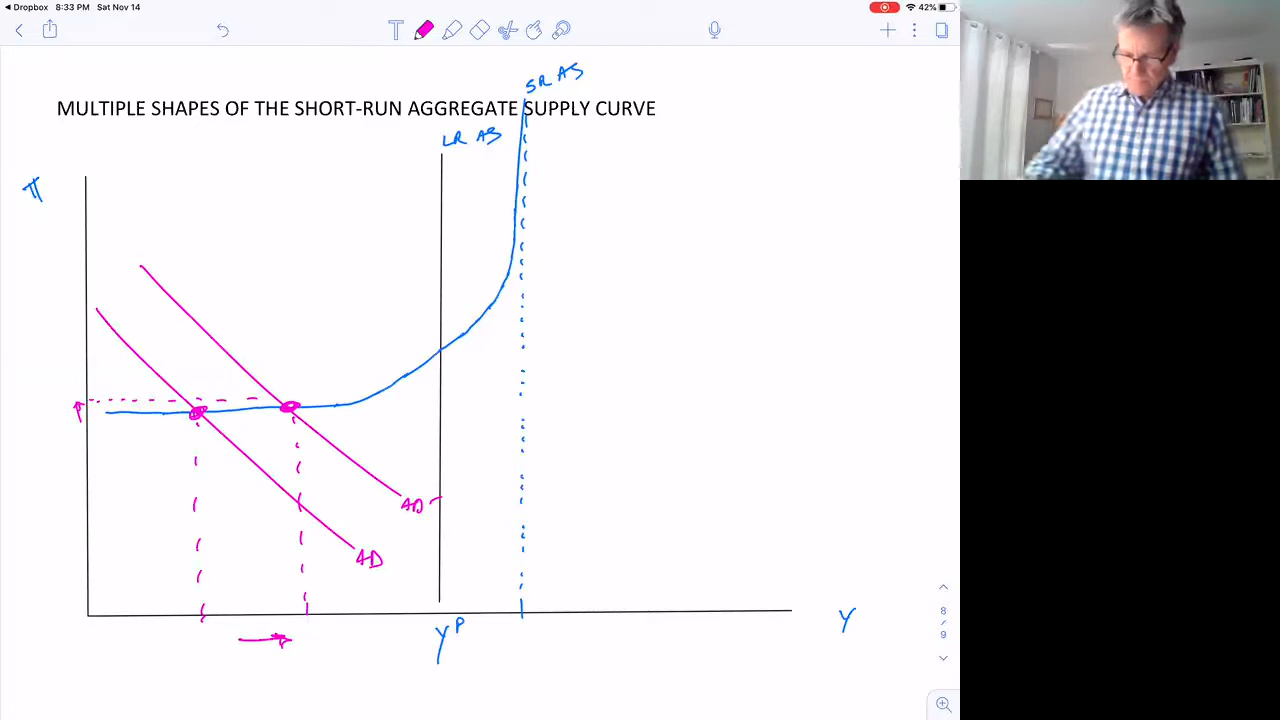 Dropbox 8:33 PM Sat Nov 14 42%
SR AS
MULTIPLE SHAPES OF THE SHORT-RUN AGGREGATE SUPPLY CURVE
LR AS
π
AD
AD
8
/
9
Y
Y^P